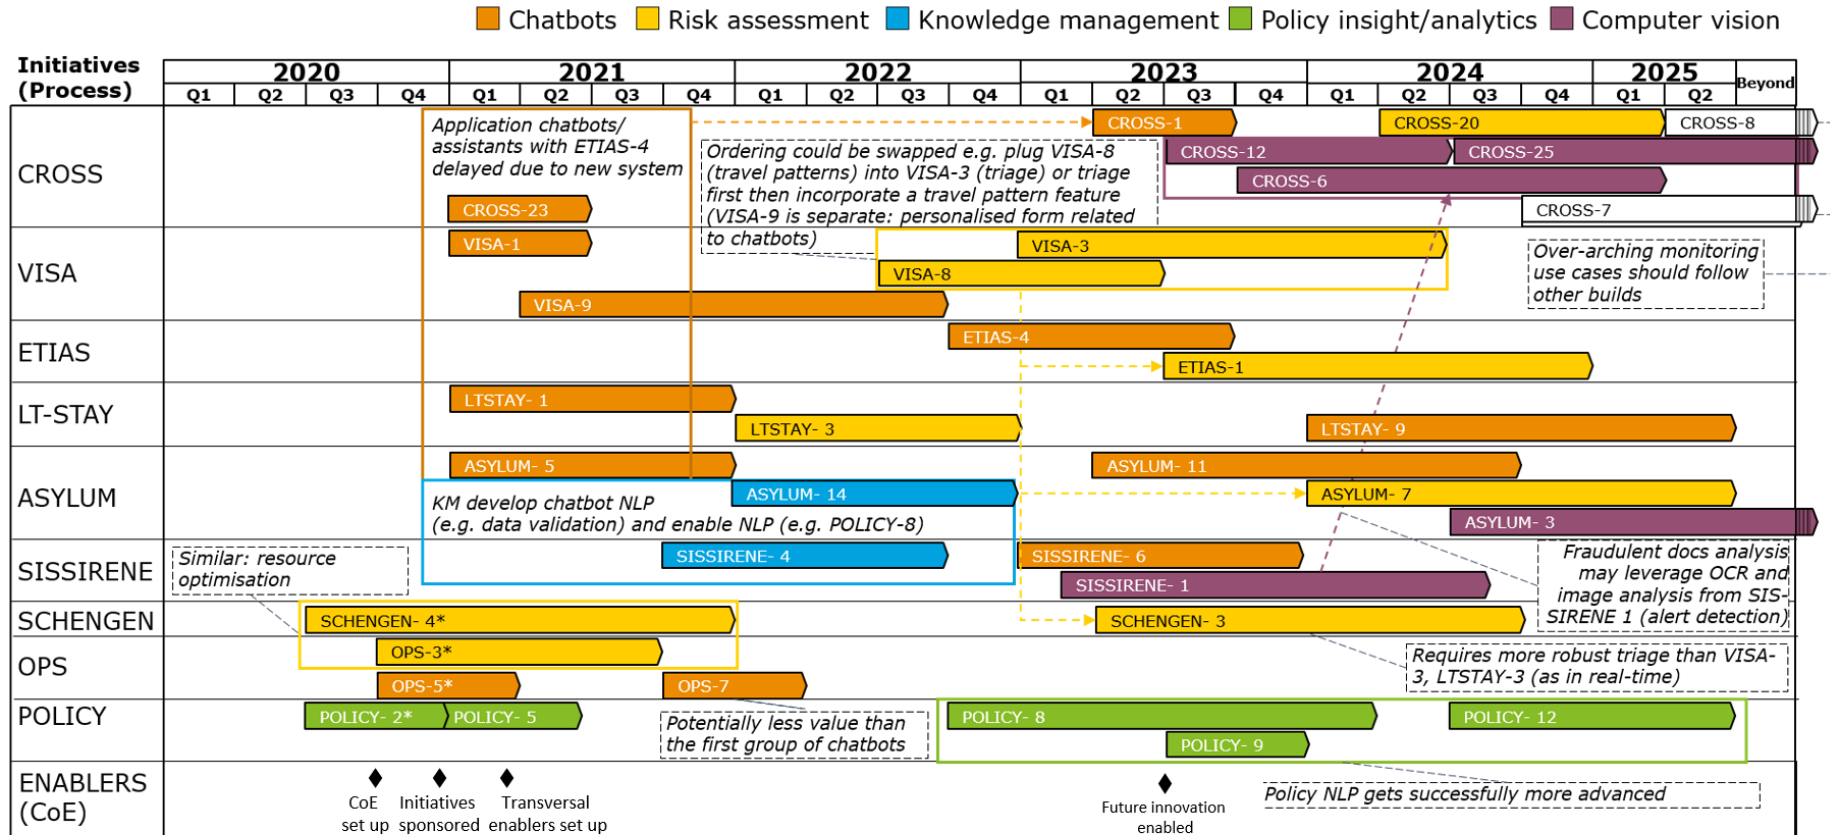 Chatbots Risk assessment Knowledge management Policy insight/analytics Computer vision
Initiatives
(Process)
2020 2021 2022 2023 2024 2025 Beyond
Q1 Q2 Q3 Q4 Q1 Q2 Q3 Q4 Q1 Q2 Q3 Q4 Q1 Q2 Q3 Q4 Q1 Q2 Q3 Q4 Q1 Q2
CROSS
Application chatbots/
assistants with ETIAS-4
delayed due to new system
CROSS-1
CROSS-20
CROSS-8
Ordering could be swapped e.g. plug VISA-8
(travel patterns) into VISA-3 (triage) or triage
first then incorporate a travel pattern feature
(VISA-9 is separate: personalised form related
to chatbots)
CROSS-12
CROSS-25
CROSS-6
CROSS-23
CROSS-7
VISA
VISA-1
VISA-3
VISA-8
VISA-9
Over-arching monitoring
use cases should follow
other builds
ETIAS
ETIAS-4
ETIAS-1
LT-STAY
LTSTAY- 1
LTSTAY- 3
LTSTAY- 9
ASYLUM
ASYLUM- 5
ASYLUM- 11
KM develop chatbot NLP
(e.g. data validation) and enable NLP (e.g. POLICY-8)
ASYLUM- 14
ASYLUM- 7
ASYLUM- 3
SISSIRENE
Similar: resource
optimisation
SISSIRENE- 4
SISSIRENE- 6
SISSIRENE- 1
Fraudulent docs analysis
may leverage OCR and
image analysis from SIS-
SIRENE 1 (alert detection)
SCHENGEN
SCHENGEN- 4*
SCHENGEN- 3
OPS
OPS-3*
OPS-5*
OPS-7
Requires more robust triage than VISA-
3, LTSTAY-3 (as in real-time)
POLICY
POLICY- 2*
POLICY- 5
Potentially less value than
the first group of chatbots
POLICY- 8
POLICY- 12
POLICY- 9
ENABLERS
(CoE)
CoE
set up
Initiatives
sponsored
Transversal
enablers set up
Future innovation
enabled
Policy NLP gets successfully more advanced